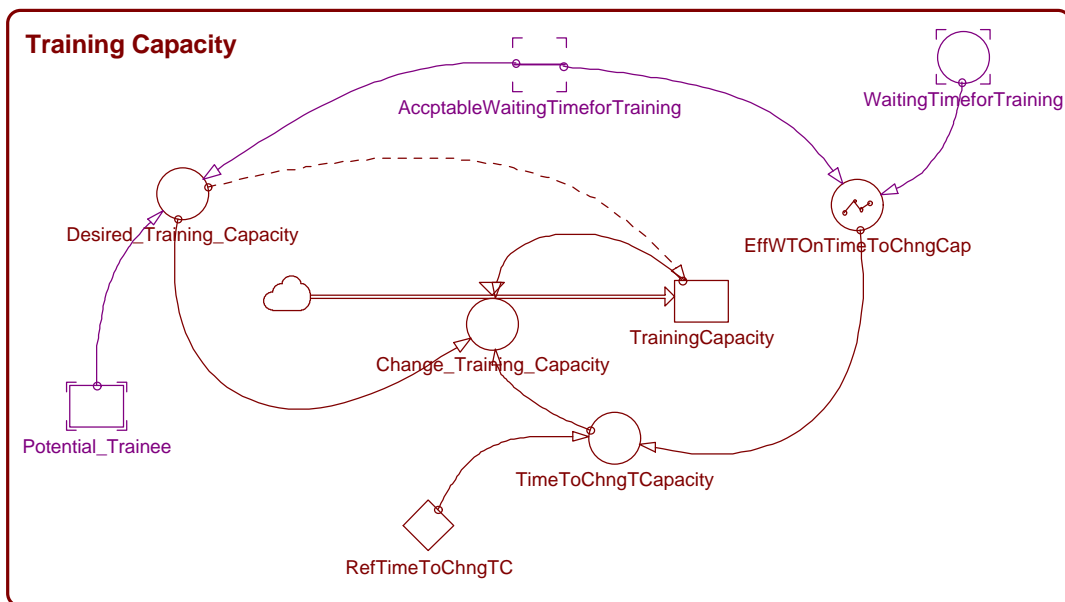 Training Capacity
AccptableWaitingTimeforTraining
WaitingTimeforTraining
Desired_Training_Capacity
EffWTOnTimeToChngCap
TrainingCapacity
Change_Training_Capacity
Potential_Trainee
TimeToChngTCapacity
RefTimeToChngTC